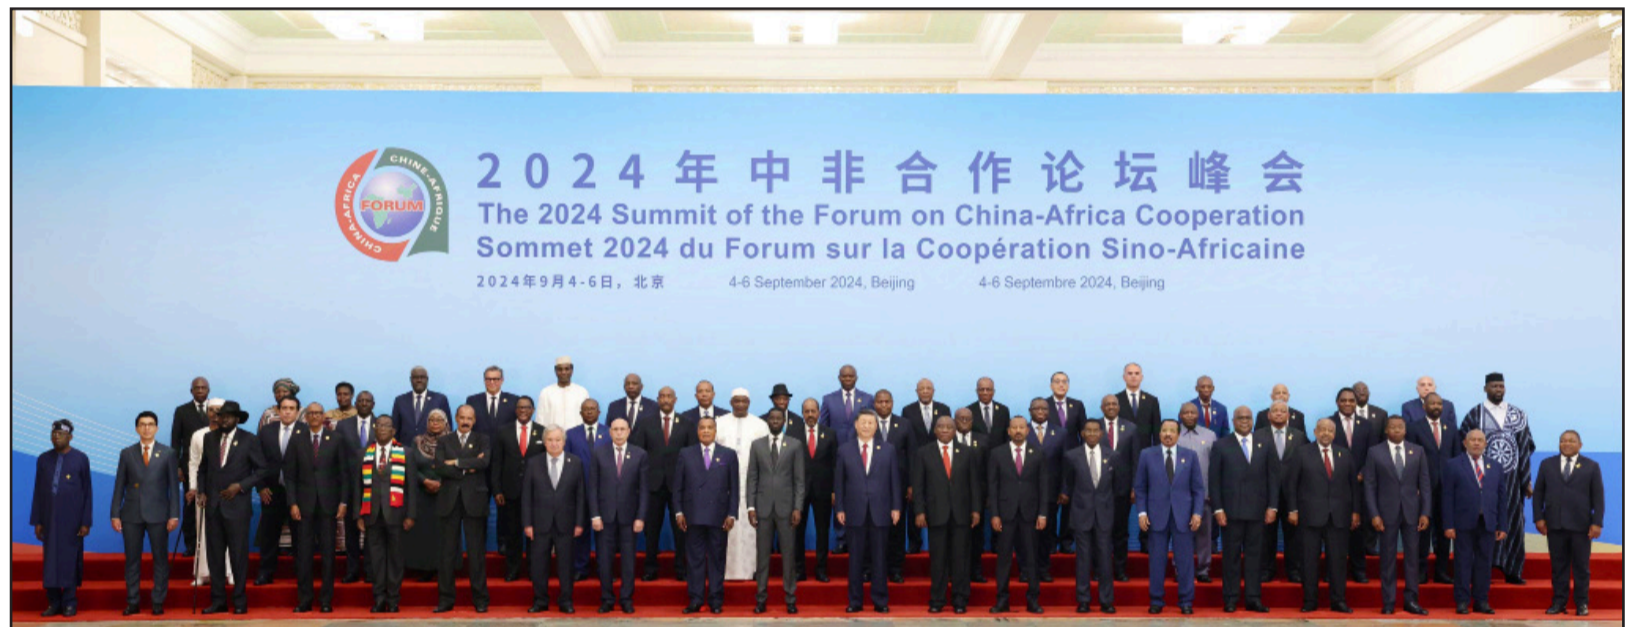 CHINE-AFRIQUE
CHINA-AFRICA
FORUM
2024年中非合作论坛峰会
The 2024 Summit of the Forum on China-Africa Cooperation
Sommet 2024 du Forum sur la Coopération Sino-Africaine
2024年9月4-6日，北京 4-6 September 2024, Beijing 4-6 Septembre 2024, Beijing